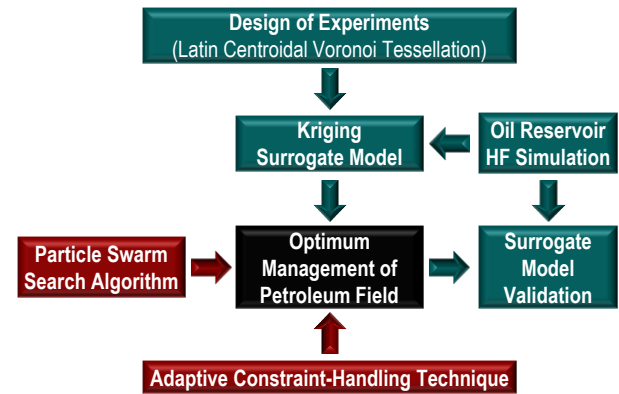 Design of Experiments
(Latin Centroidal Voronoi Tessellation)
Kriging
Surrogate Model
Oil Reservoir
HF Simulation
Particle Swarm
Search Algorithm
Optimum
Management of
Petroleum Field
Surrogate
Model
Validation
Adaptive Constraint-Handling Technique